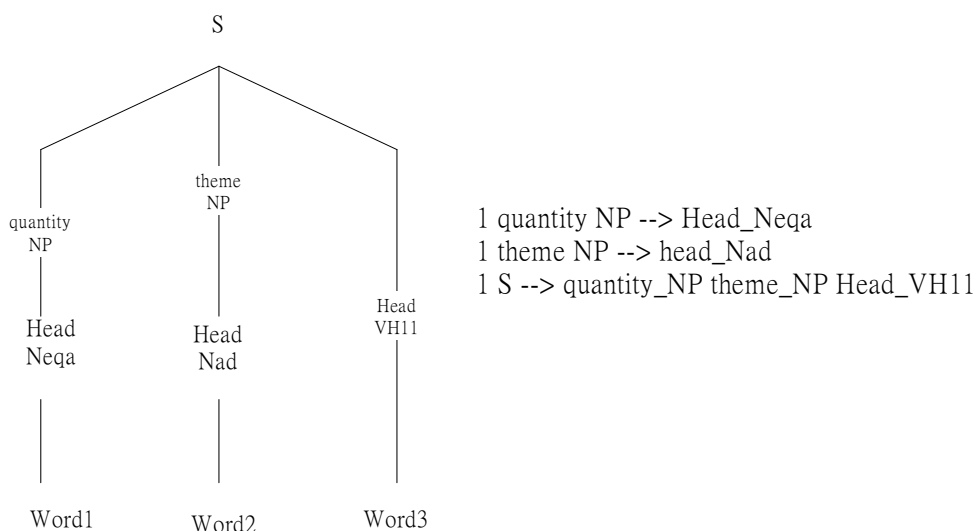 S
theme
NP
quantity
NP
Head
VH11
Head
Neqa
Head
Nad
Word1
Word2
Word3
1 quantity NP --> Head_Neqa
1 theme NP --> head_Nad
1 S --> quantity_NP theme_NP Head_VH11